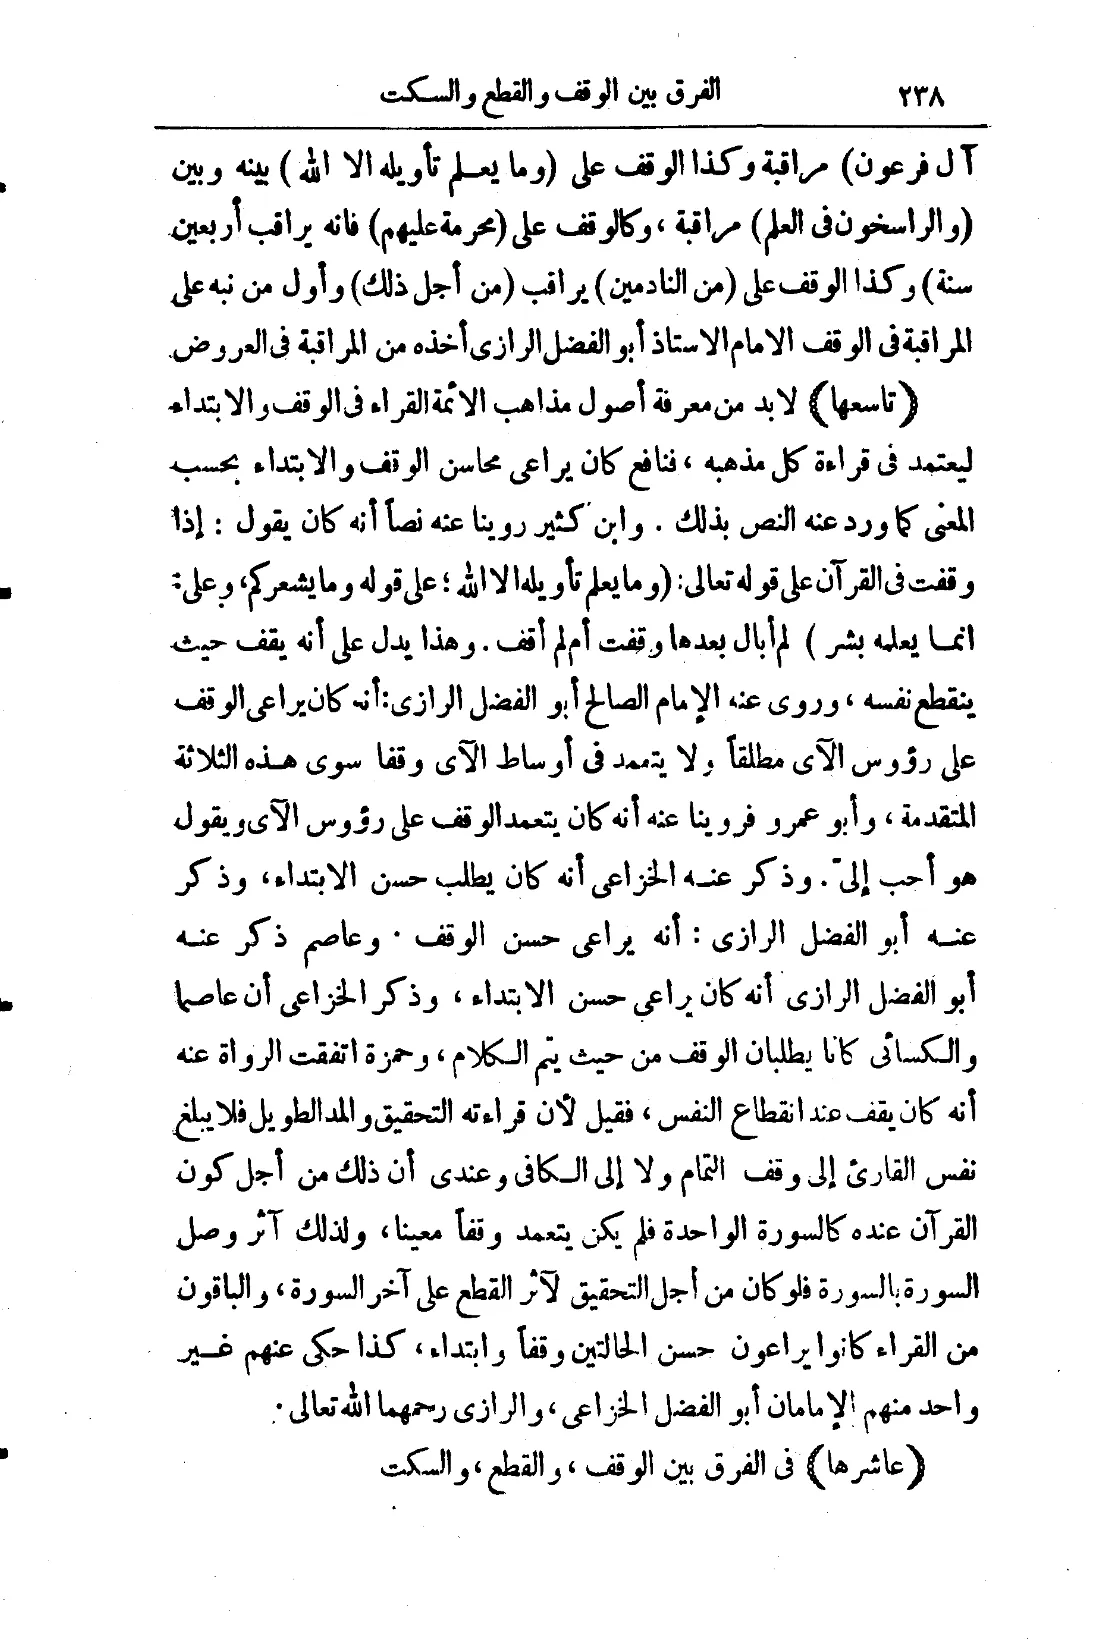 ٢٣٨ الفرق بين الوقف والقطع والسكت
آل فرعون) مراقبة وكذا الوقف على (وما يعلم تأويله الا الله) بينه وبين
(والراسخون فى العلم) مراقبة، وكالوقف على (محرمة عليهم) فانه يراقب أربعين
سنة) وكذا الوقف على (من النادمين) يراقب (من أجل ذلك) وأول من نبه على
المراقبة فى الوقف الامام الاستاذ أبو الفضل الرازى أخذه من المراقبة فى العروض.
(تاسعها) لابد من معرفة أصول مذاهب الائمة القراء فى الوقف والابتداء
ليعتمد فى قراءة كل مذهبه، فنافع كان يراعى محاسن الوقف والابتداء بحسب
المعنى كما ورد عنه النص بذلك . وابن كثير روينا عنه نصاً أنه كان يقول : إذا
وقفت فى القرآن على قوله تعالى: (وما يعلم تأويله الا الله ؛ على قوله وما يشعركم، وعلى:
انما يعلمه بشر ) لم أبال بعدها وقفت أم لم أقف . وهذا يدل على أنه يقف حيث
ينقطع نفسه، وروى عنه الإمام الصالح أبو الفضل الرازى: أنه كان يراعى الوقف
على رؤوس الآى مطلقاً ولا يتعمد فى أوساط الآى وقفا سوى هذه الثلاثة
المتقدمة، وأبو عمرو فروينا عنه أنه كان يتعمد الوقف على رؤوس الآى ويقول
هو أحب إلىّ. وذكر عنه الخزاعى أنه كان يطلب حسن الابتداء، وذكر
عنه أبو الفضل الرازى : أنه يراعى حسن الوقف . وعاصم ذكر عنه
أبو الفضل الرازى أنه كان يراعى حسن الابتداء، وذكر الخزاعى أن عاصما
والكسائى كانا يطلبان الوقف من حيث يتم الكلام، وحمزة اتفقت الرواة عنه
أنه كان يقف عند انقطاع النفس، فقيل لأن قراءته التحقيق والمد الطويل فلا يبلغ
نفس القارئ إلى وقف التمام ولا إلى الكافى وعندى أن ذلك من أجل كون
القرآن عنده كالسورة الواحدة فلم يكن يتعمد وقفاً معينا، ولذلك آثر وصل
السورة بالسورة فلو كان من أجل التحقيق لآثر القطع على آخر السورة، والباقون
من القراء كانوا يراعون حسن الحالتين وقفاً وابتداء، كذا حكى عنهم غير
واحد منهم الإمامان أبو الفضل الخزاعى، والرازى رحمهما الله تعالى.
(عاشرها) فى الفرق بين الوقف، والقطع، والسكت